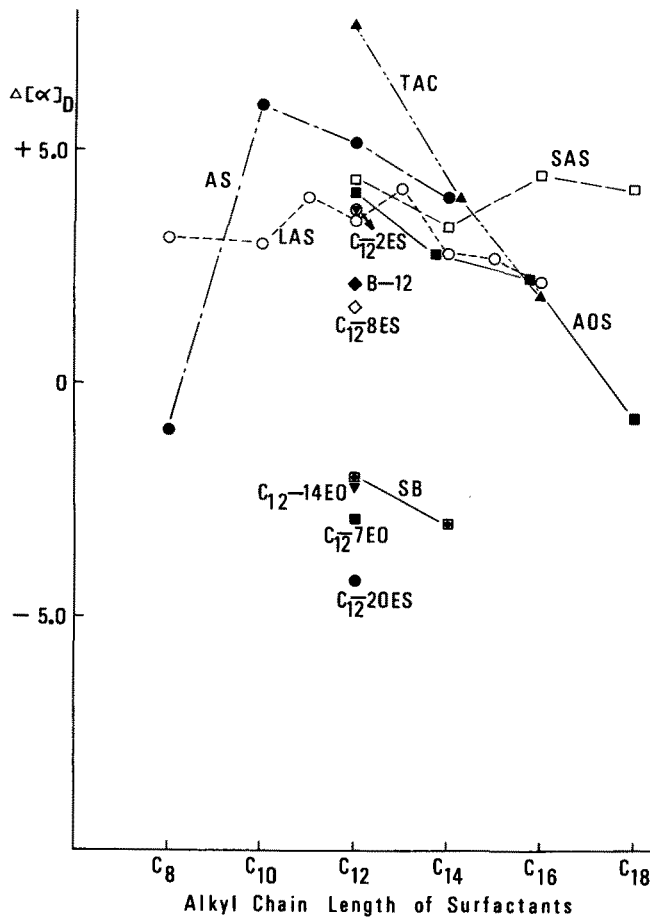 TAC
△[α]D
+ 5.0
SAS
AS
LAS
C12-2ES
B-12
C12-8ES
AOS
0
C12-14EO
SB
C12-7EO
C12-20ES
- 5.0
C8 C10 C12 C14 C16 C18
Alkyl Chain Length of Surfactants